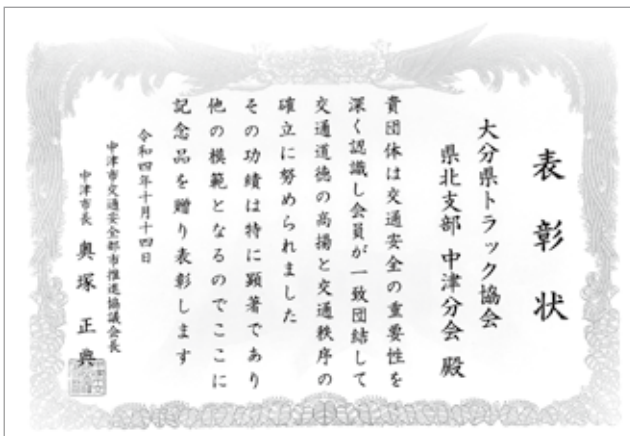 表彰状
大分県トラック協会
県北支部 中津分会 殿
貴団体は交通安全の重要性を
深く認識し会員が一致団結して
交通道徳の高揚と交通秩序の
確立に努められました
その功績は特に顕著であり
他の模範となるのでここに
記念品を贈り表彰します
令和四年十月十四日
中津市交通安全都市推進協議会長
中津市長 奥塚正典